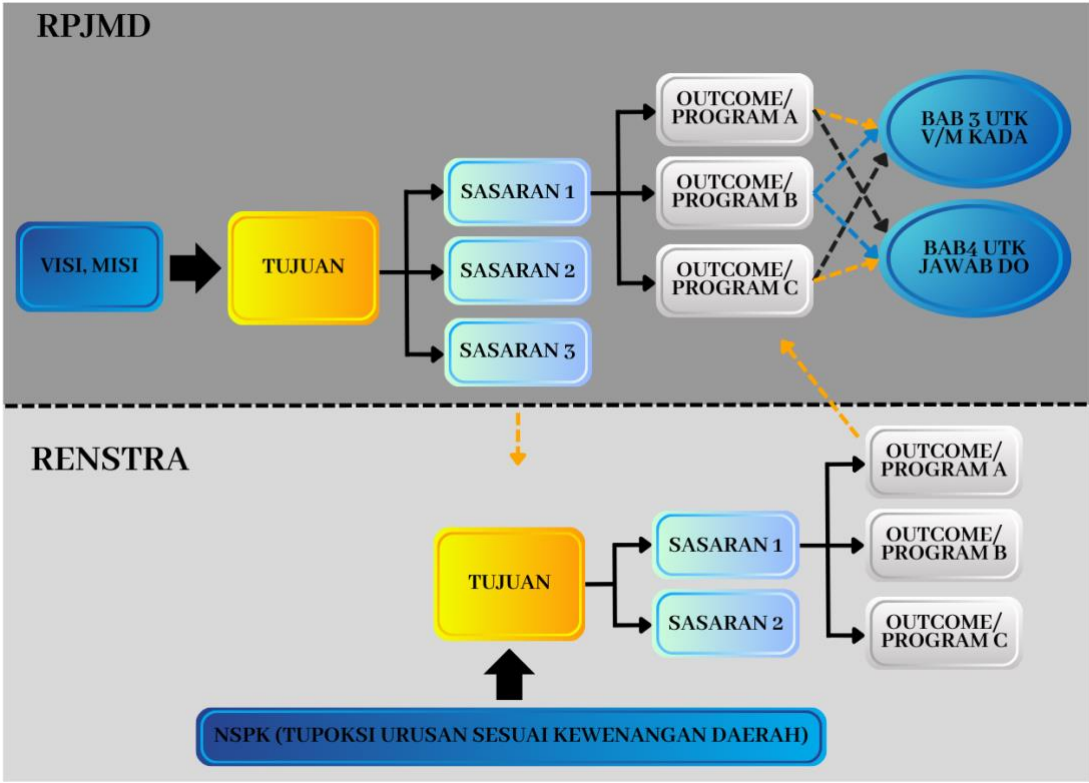 RPJMD
VISI, MISI
TUJUAN
SASARAN 1
SASARAN 2
SASARAN 3
OUTCOME/
PROGRAM A
OUTCOME/
PROGRAM B
OUTCOME/
PROGRAM C
BAB 3 UTK
V/M KADA
BAB4 UTK
JAWAB DO
RENSTRA
TUJUAN
SASARAN 1
SASARAN 2
OUTCOME/
PROGRAM A
OUTCOME/
PROGRAM B
OUTCOME/
PROGRAM C
NSPK (TUPOKSI URUSAN SESUAI KEWENANGAN DAERAH)